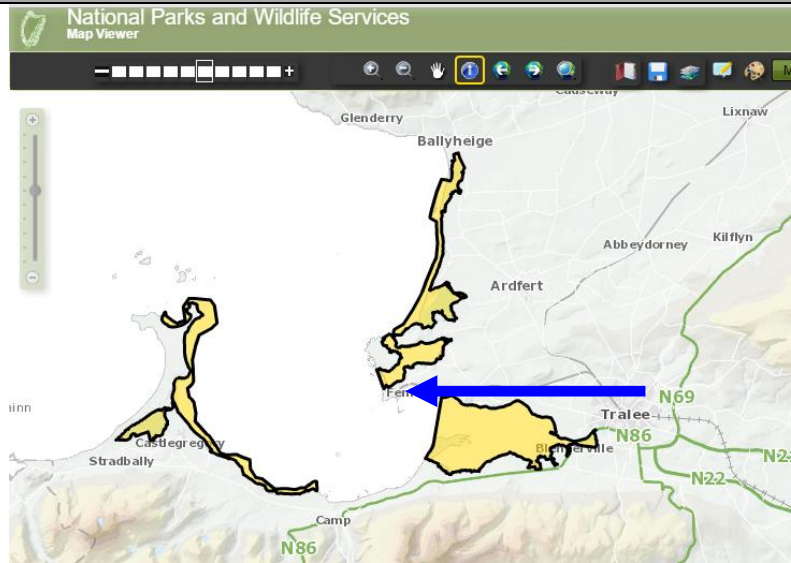 National Parks and Wildlife Services
Map Viewer
Glenderry
Lixnaw
Ballyheige
Abbeydorney
Kilflyn
Ardfert
N69
Tralee
N86
Castlegregory
Stradbally
N22
Camp
N86